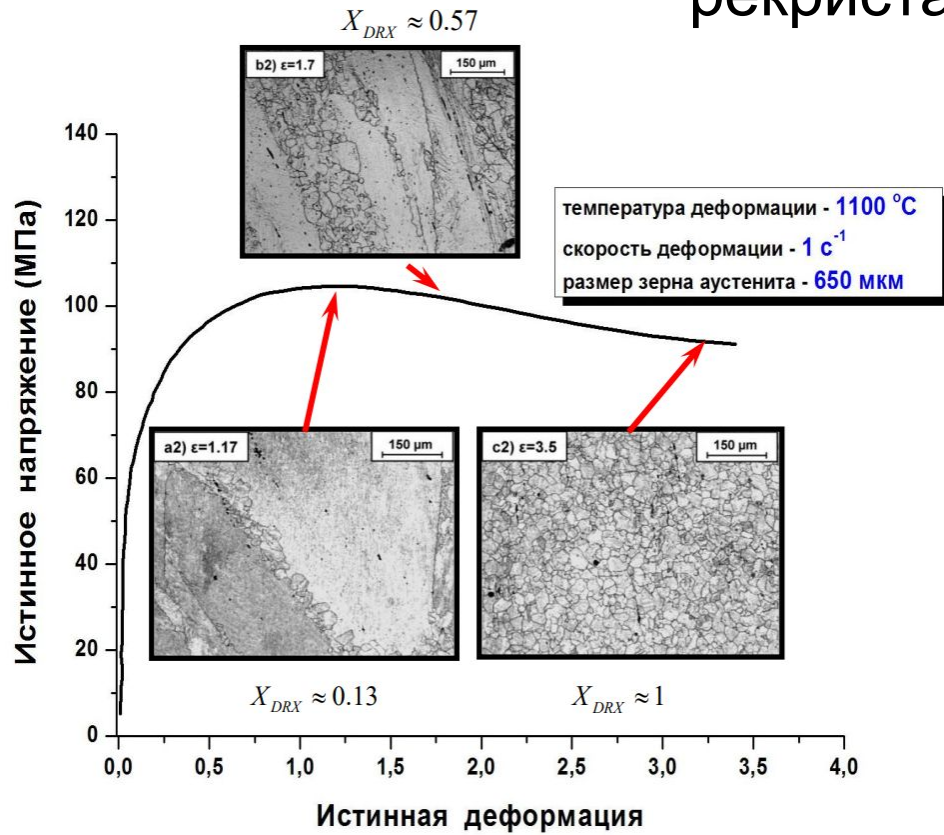 рекриста
X_DRX ≈ 0.57
b2) ε=1.7
150 µm
температура деформации - 1100 °C
скорость деформации - 1 с⁻¹
размер зерна аустенита - 650 мкм
140
120
100
80
60
40
20
0
Истинное напряжение (МПа)
a2) ε=1.17
150 µm
c2) ε=3.5
150 µm
X_DRX ≈ 0.13
X_DRX ≈ 1
0,0 0,5 1,0 1,5 2,0 2,5 3,0 3,5 4,0
Истинная деформация